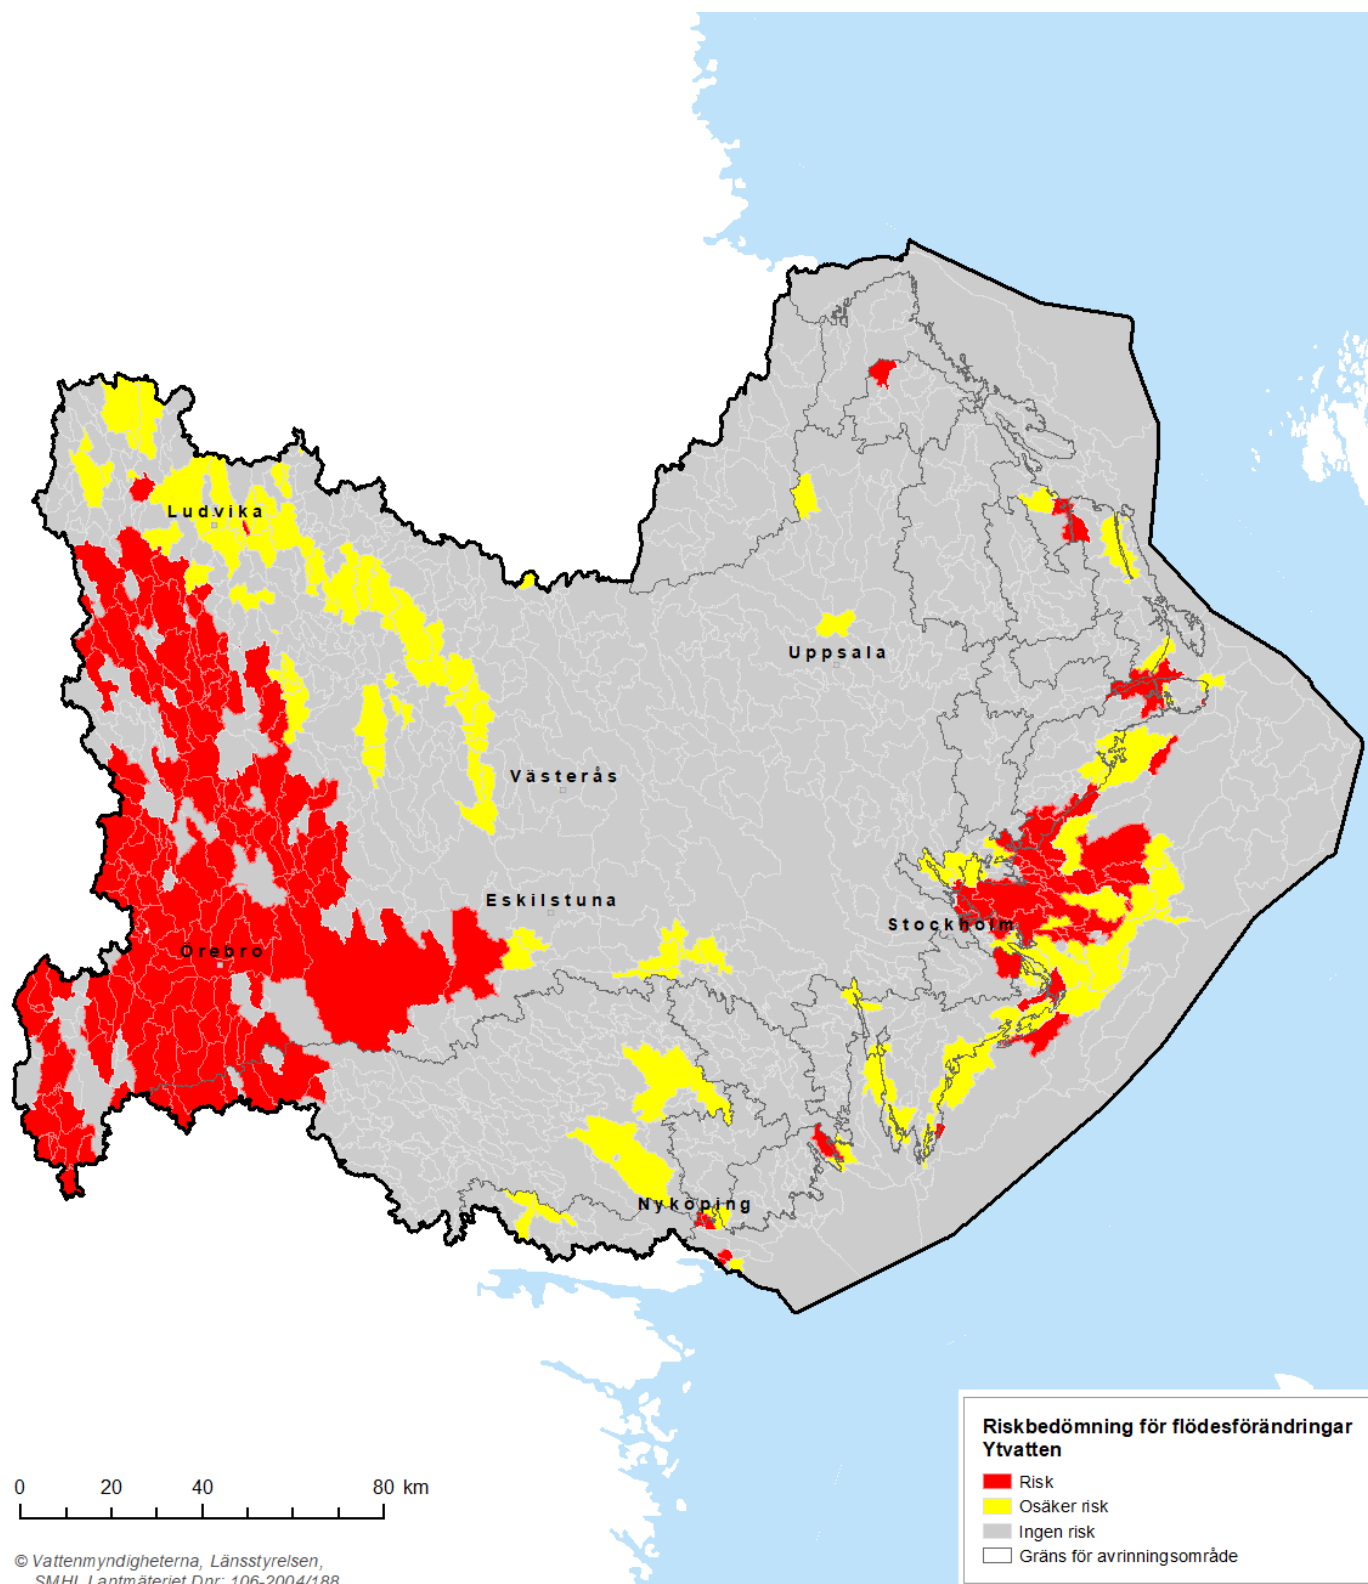 Ludvika
Uppsala
Västerås
Eskilstuna
Stockholm
Örebro
Nyköping
Riskbedömning för flödesförändringar
Ytvatten
Risk
Osäker risk
Ingen risk
Gräns för avrinningsområde
0 20 40 80 km
© Vattenmyndigheterna, Länsstyrelsen,
SMHI, Lantmäteriet Dnr: 106-2004/188